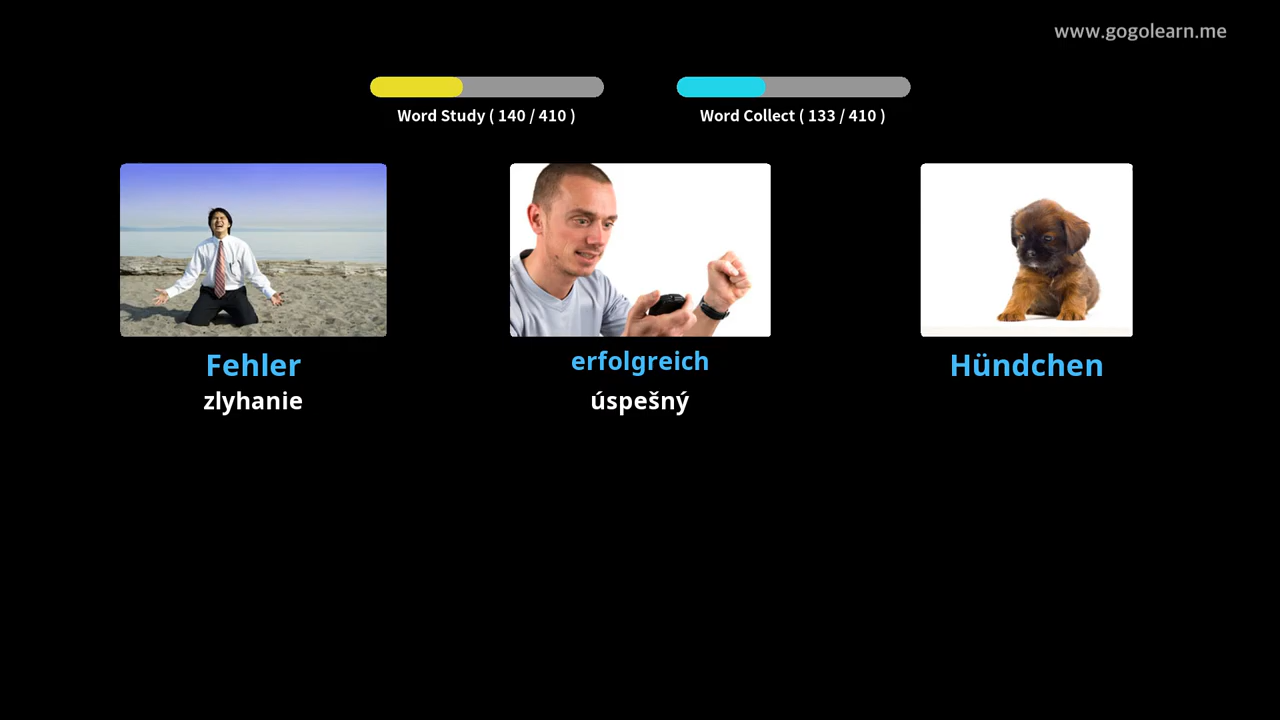 www.gogolearn.me
Word Study ( 140 / 410 )
Word Collect ( 133 / 410 )
Fehler
erfolgreich
Hündchen
zlyhanie
úspešný